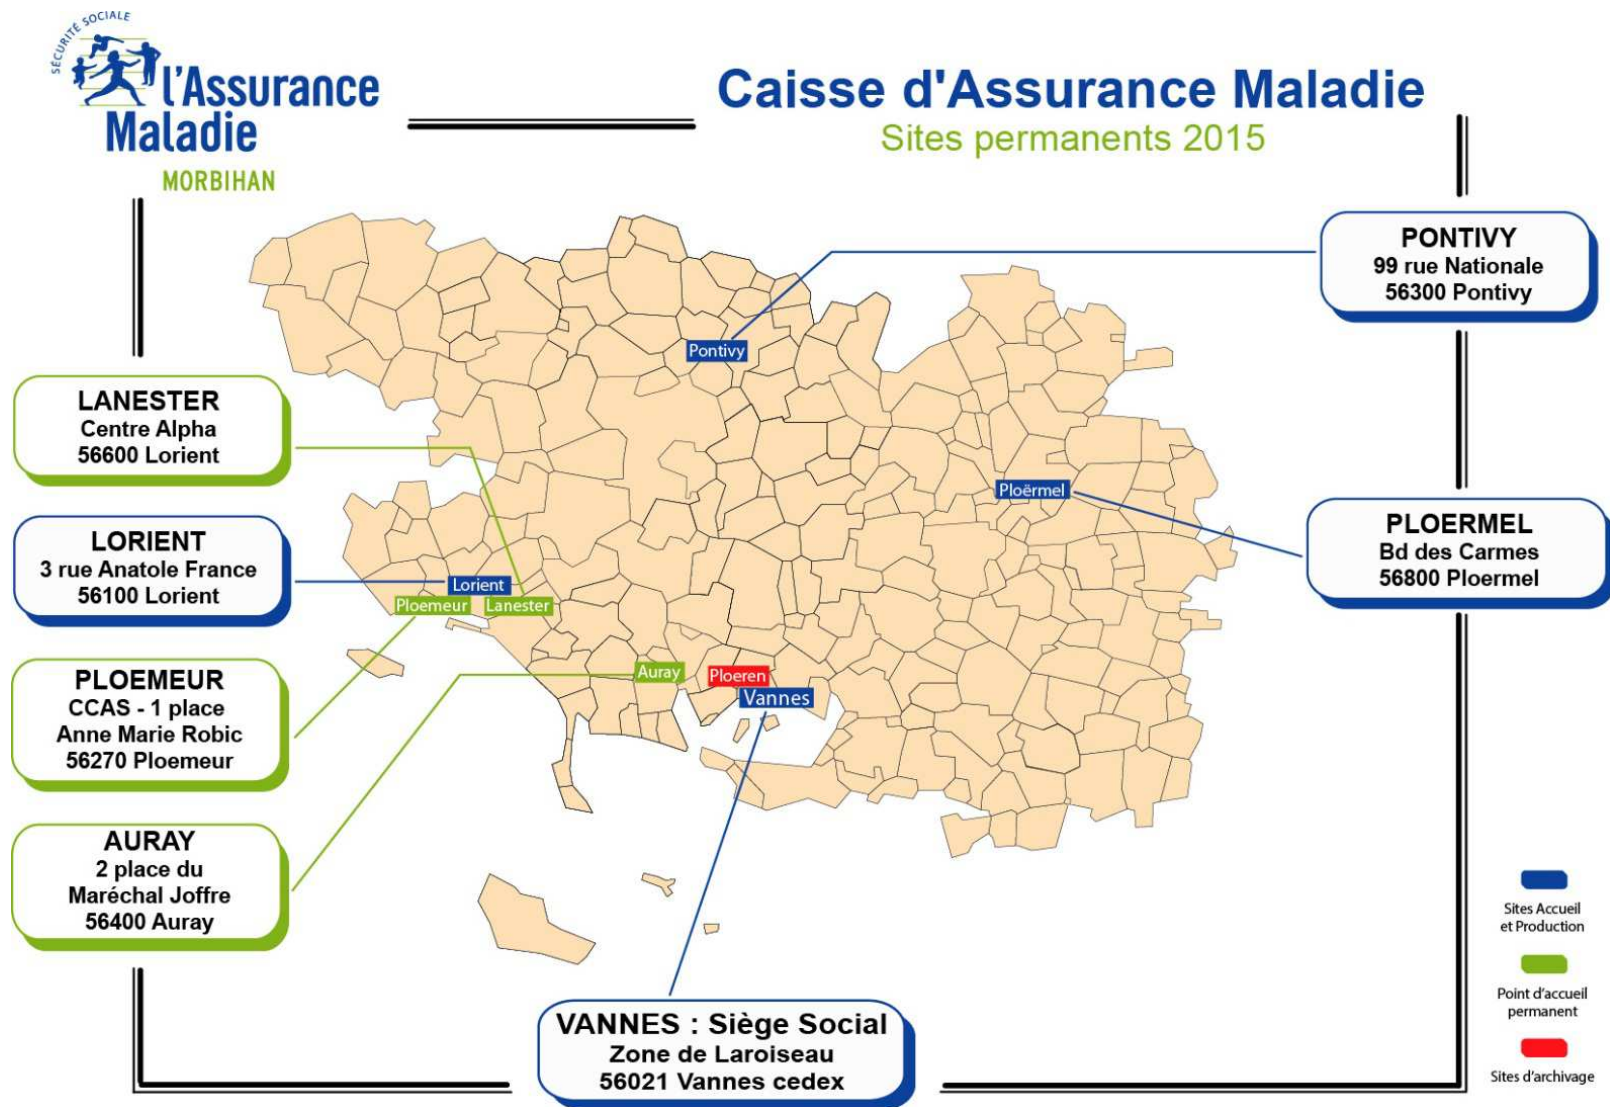 SÉCURITÉ SOCIALE
l'Assurance
Maladie
MORBIHAN
Caisse d'Assurance Maladie
Sites permanents 2015
PONTIVY
99 rue Nationale
56300 Pontivy
Pontivy
LANESTER
Centre Alpha
56600 Lorient
Ploërmel
PLOERMEL
Bd des Carmes
56800 Ploermel
LORIENT
3 rue Anatole France
56100 Lorient
Lorient
Ploemeur
Lanester
PLOEMEUR
CCAS - 1 place
Anne Marie Robic
56270 Ploemeur
Auray
Ploeren
Vannes
AURAY
2 place du
Maréchal Joffre
56400 Auray
VANNES : Siège Social
Zone de Laroiseau
56021 Vannes cedex
Sites Accueil
et Production
Point d'accueil
permanent
Sites d'archivage